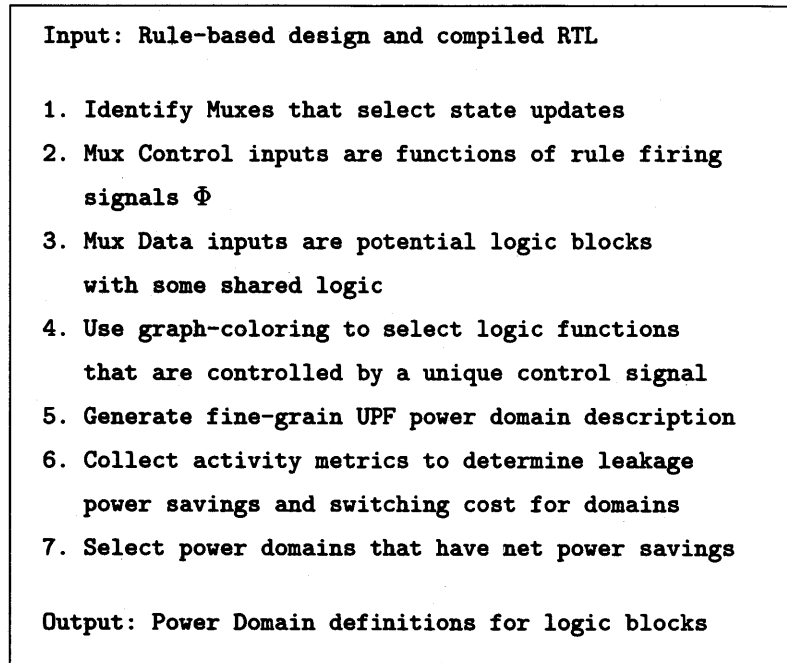 Input: Rule-based design and compiled RTL
1. Identify Muxes that select state updates
2. Mux Control inputs are functions of rule firing
signals Φ
3. Mux Data inputs are potential logic blocks
with some shared logic
4. Use graph-coloring to select logic functions
that are controlled by a unique control signal
5. Generate fine-grain UPF power domain description
6. Collect activity metrics to determine leakage
power savings and switching cost for domains
7. Select power domains that have net power savings
Output: Power Domain definitions for logic blocks